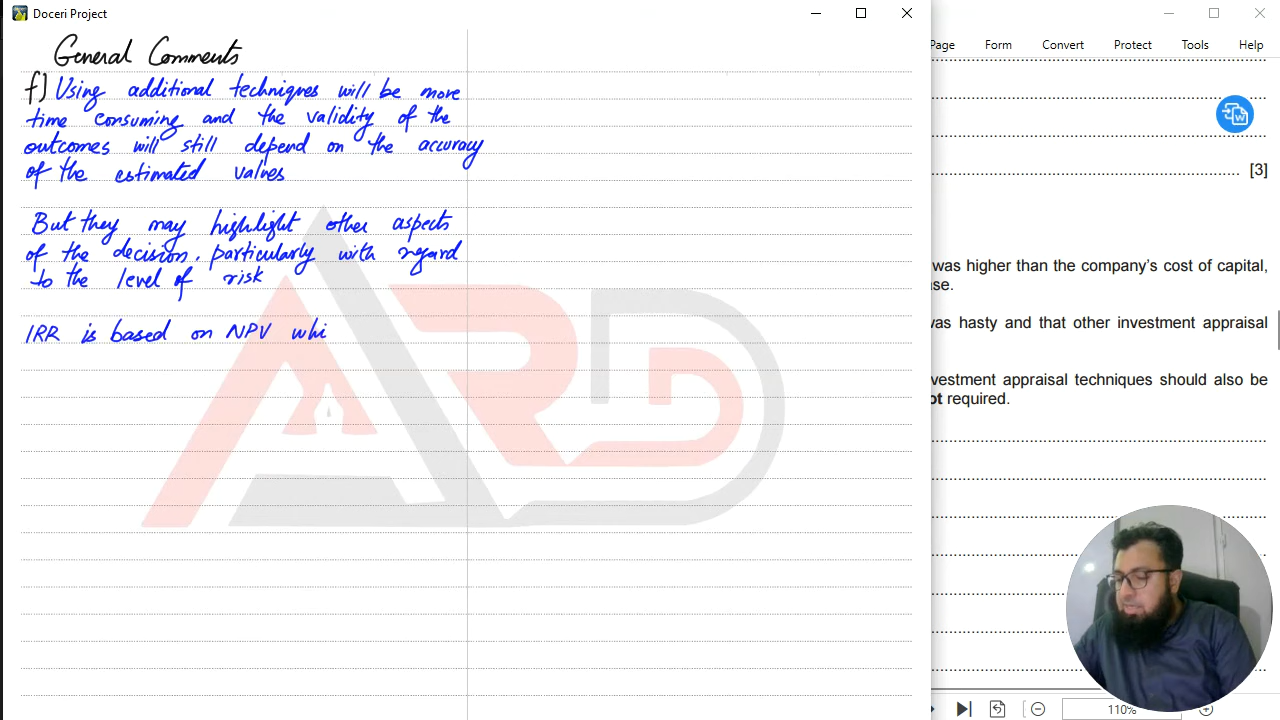 Doceri Project
General Comments
f) Using additional techniques will be more
time consuming and the validity of the
outcomes will still depend on the accuracy
of the estimated values
But they may highlight other aspects
of the decision, particularly with regard
to the level of risk
IRR is based on NPV whi
ARD
Page Form Convert Protect Tools Help
[3]
was higher than the company's cost of capital,
se.
as hasty and that other investment appraisal
vestment appraisal techniques should also be
ot required.
110%